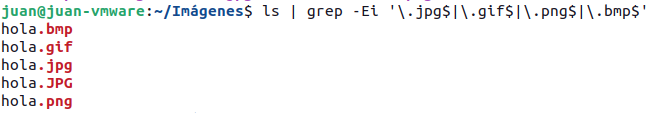 juan@juan-vmware:~/Imágenes$ ls | grep -Ei '\.jpg$|\.gif$|\.png$|\.bmp$'
hola.bmp
hola.gif
hola.jpg
hola.JPG
hola.png